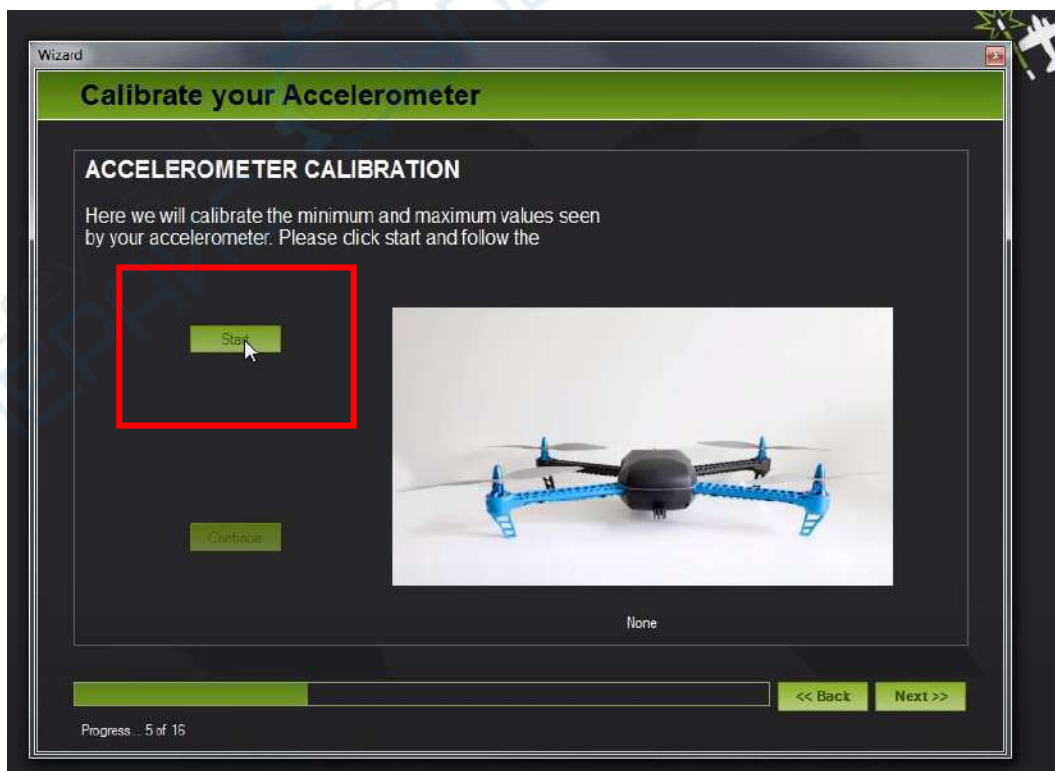 Wizard
Calibrate your Accelerometer
ACCELEROMETER CALIBRATION
Here we will calibrate the minimum and maximum values seen
by your accelerometer. Please click start and follow the
Start
Continue
None
<< Back
Next >>
Progress... 5 of 16